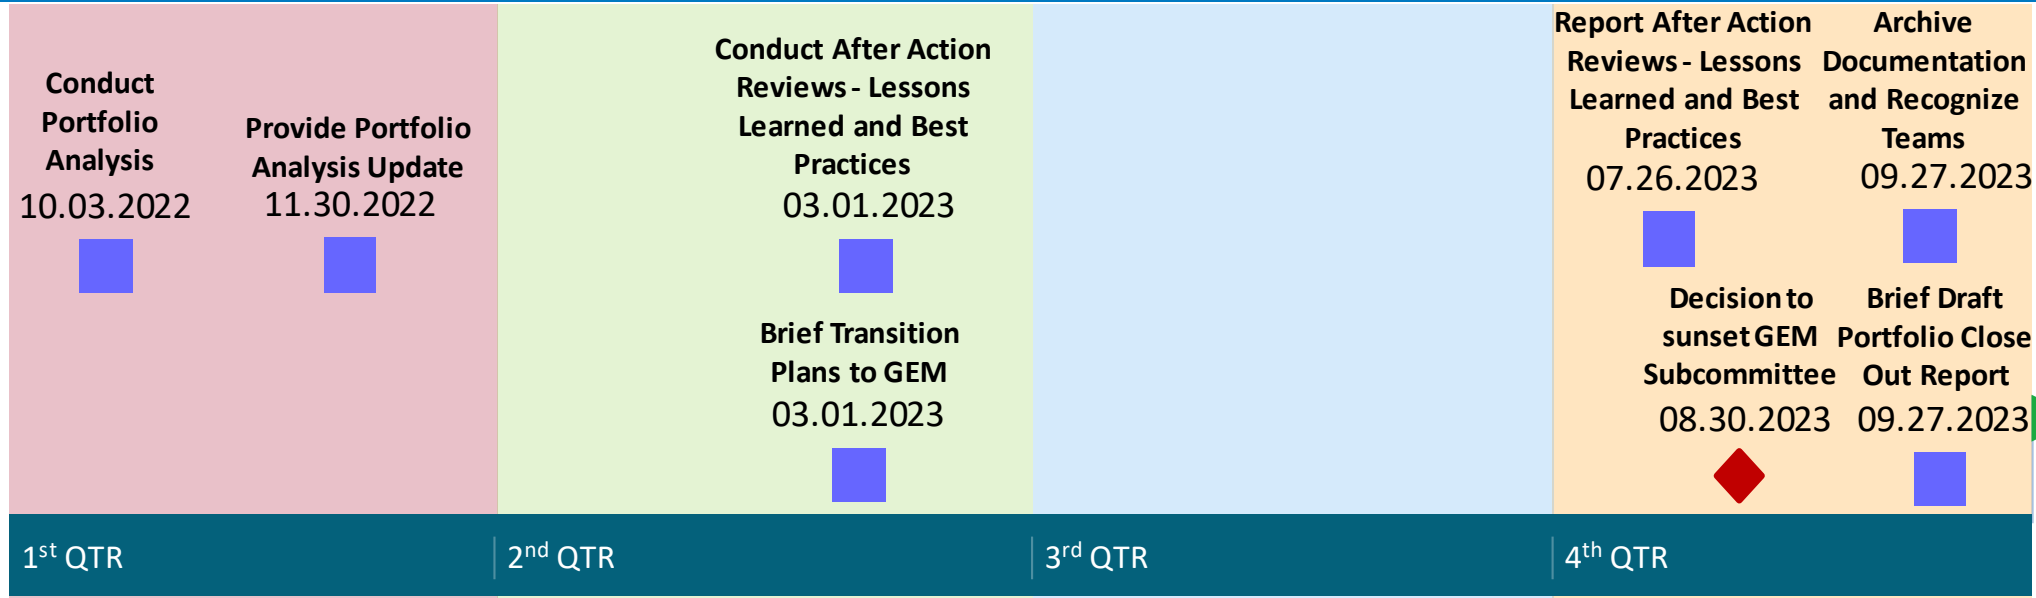 Conduct
Portfolio
Analysis
10.03.2022
Provide Portfolio
Analysis Update
11.30.2022
Conduct After Action
Reviews - Lessons
Learned and Best
Practices
03.01.2023
Brief Transition
Plans to GEM
03.01.2023
Report After Action
Reviews - Lessons
Learned and Best
Practices
07.26.2023
Archive
Documentation
and Recognize
Teams
09.27.2023
Decision to
sunset GEM
Subcommittee
08.30.2023
Brief Draft
Portfolio Close
Out Report
09.27.2023
1st QTR
2nd QTR
3rd QTR
4th QTR